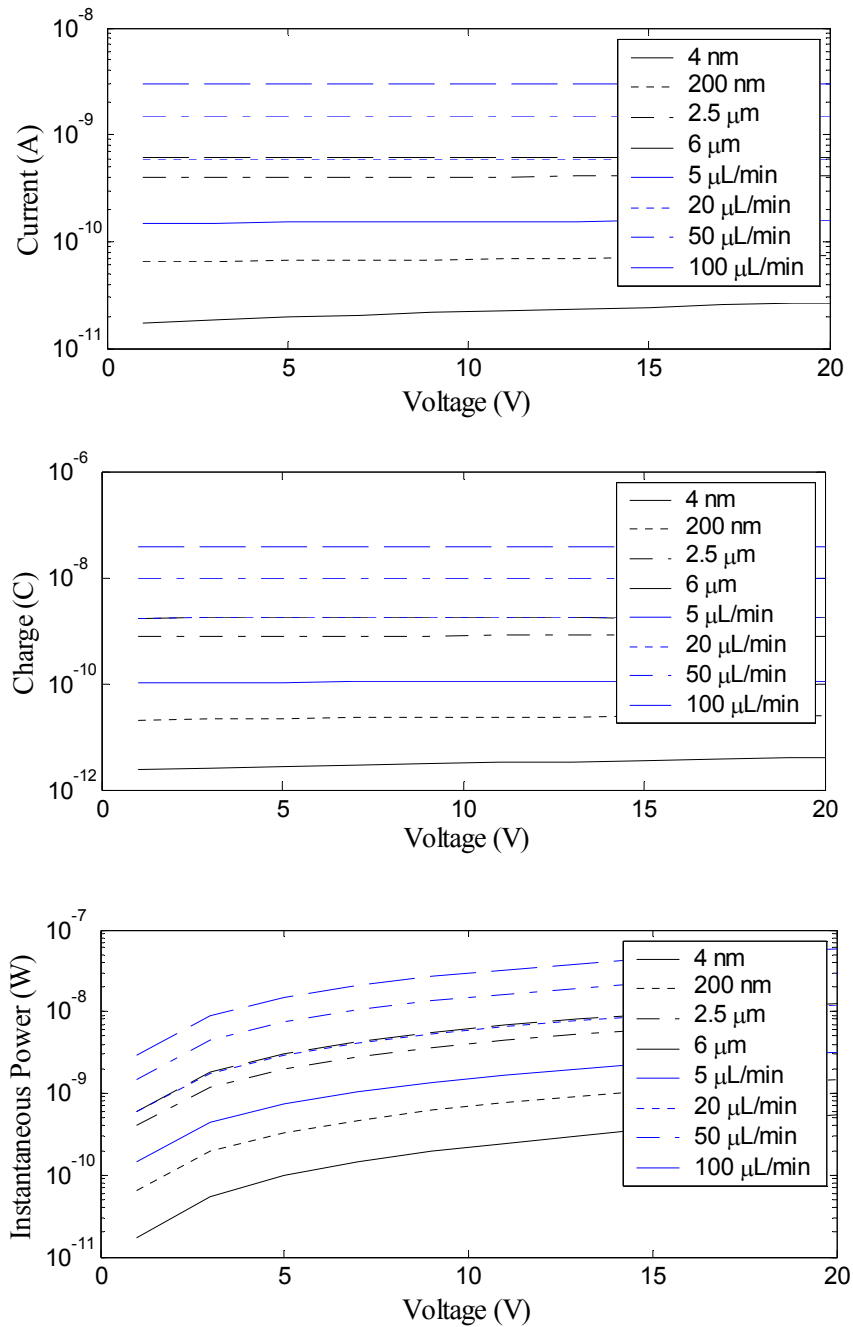 10-8
10-9
10-10
10-11
Current (A)
0 5 10 15 20
Voltage (V)
4 nm
200 nm
2.5 μm
6 μm
5 μL/min
20 μL/min
50 μL/min
100 μL/min
10-6
10-8
10-10
10-12
Charge (C)
0 5 10 15 20
Voltage (V)
4 nm
200 nm
2.5 μm
6 μm
5 μL/min
20 μL/min
50 μL/min
100 μL/min
10-7
10-8
10-9
10-10
10-11
Instantaneous Power (W)
0 5 10 15 20
Voltage (V)
4 nm
200 nm
2.5 μm
6 μm
5 μL/min
20 μL/min
50 μL/min
100 μL/min